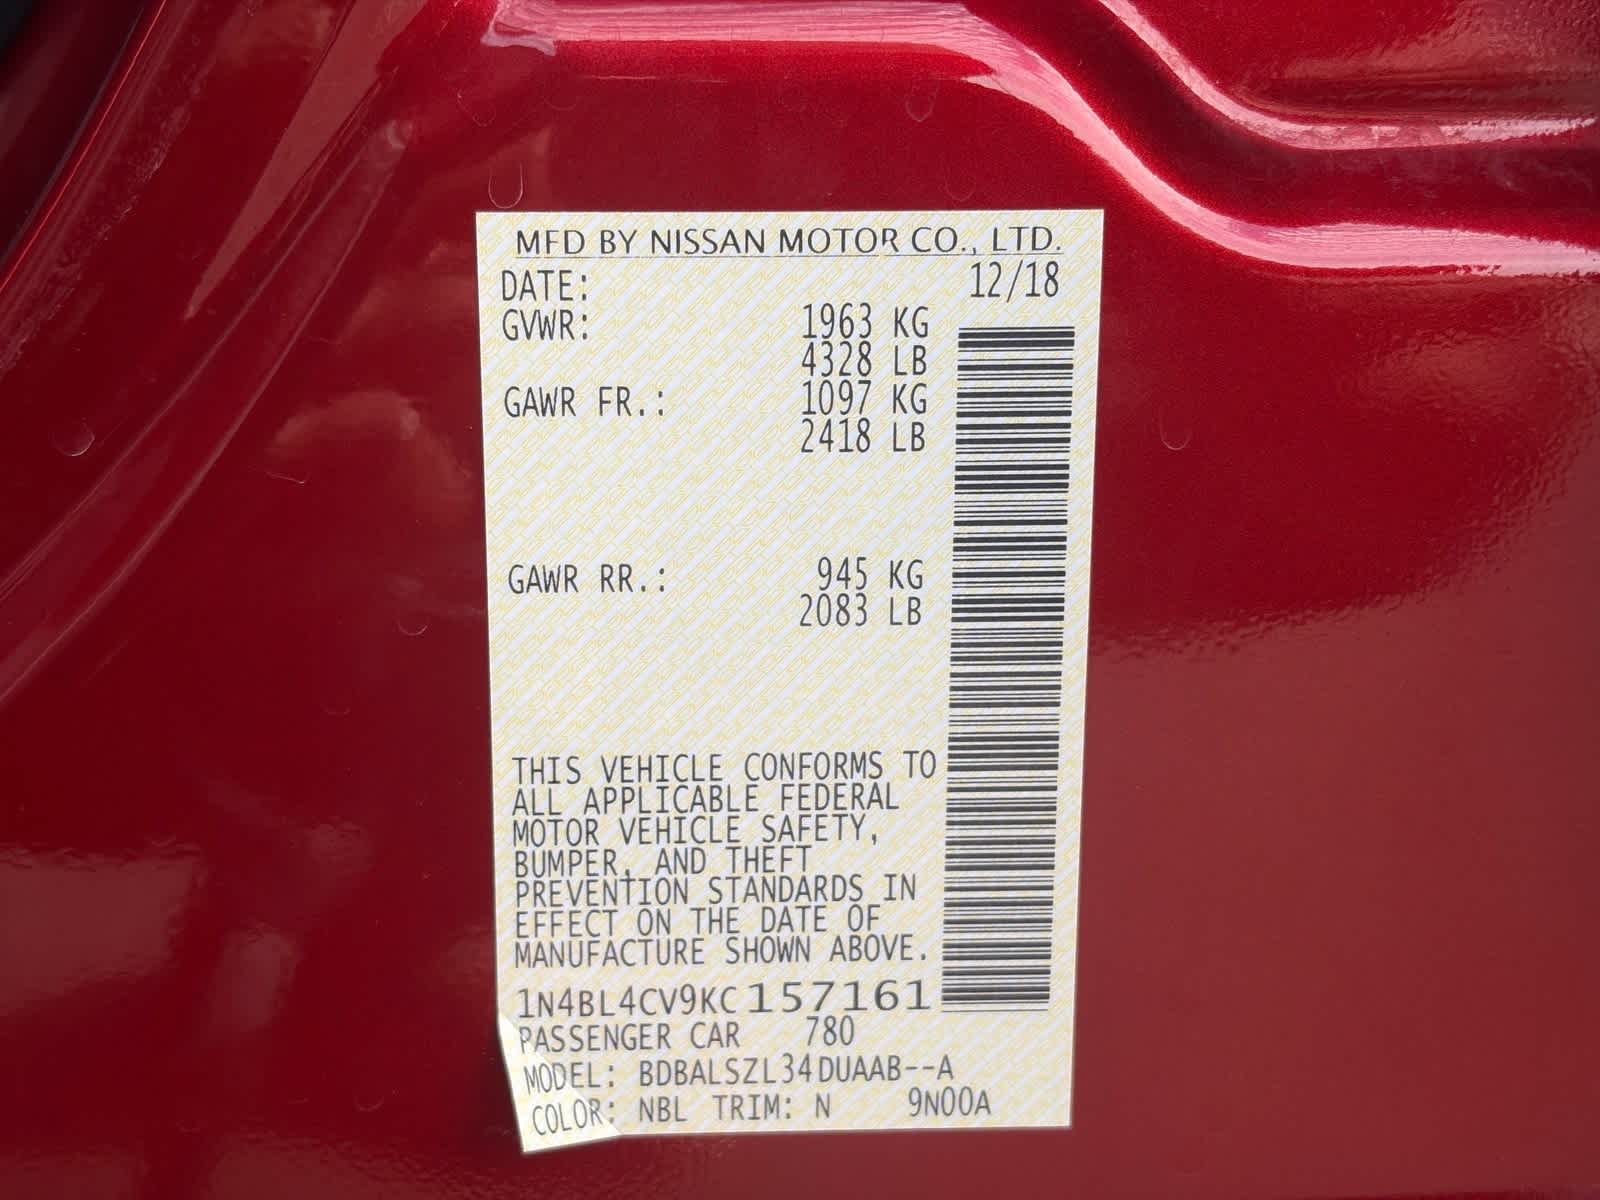 MFD BY NISSAN MOTOR CO., LTD.
DATE: 12/18
GVWR: 1963 KG
4328 LB
GAWR FR.: 1097 KG
2418 LB
GAWR RR.: 945 KG
2083 LB
THIS VEHICLE CONFORMS TO
ALL APPLICABLE FEDERAL
MOTOR VEHICLE SAFETY,
BUMPER, AND THEFT
PREVENTION STANDARDS IN
EFFECT ON THE DATE OF
MANUFACTURE SHOWN ABOVE.
1N4BL4CV9KC157161
PASSENGER CAR 780
MODEL: BDBALSZL34DUAAB--A
COLOR: NBL TRIM: N 9N00A